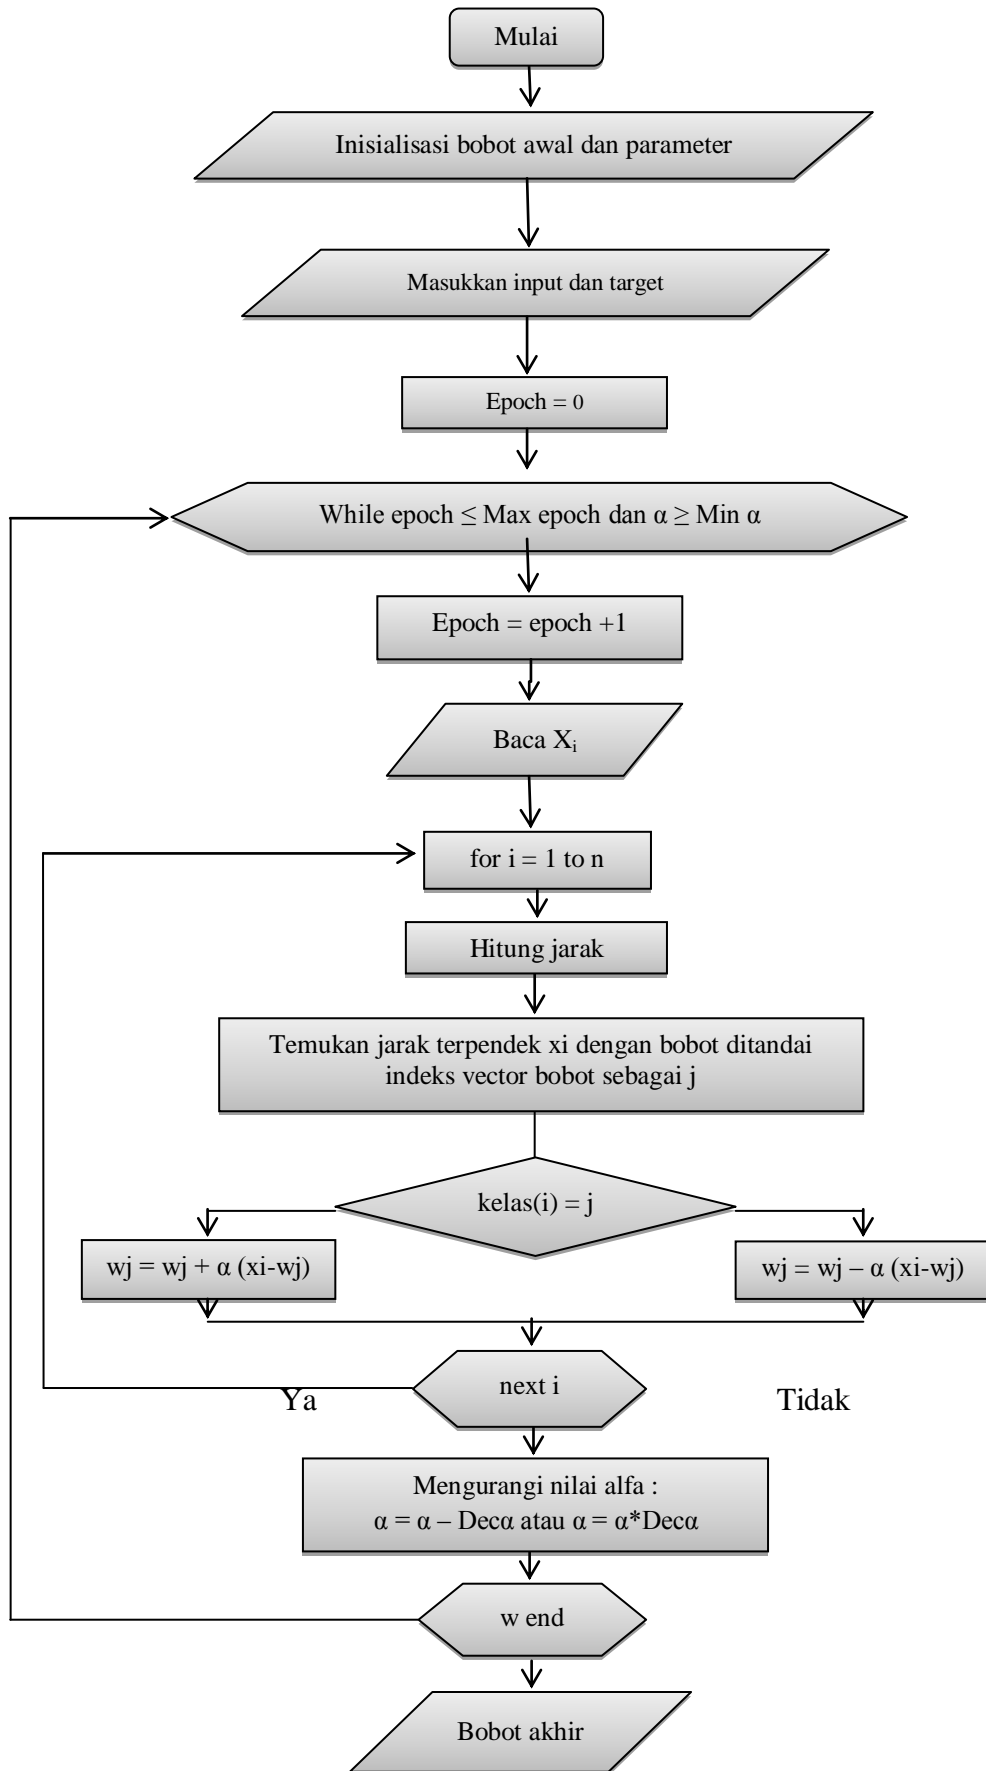 Mulai
Inisialisasi bobot awal dan parameter
Masukkan input dan target
Epoch = 0
While epoch ≤ Max epoch dan α ≥ Min α
Epoch = epoch +1
Baca Xᵢ
for i = 1 to n
Hitung jarak
Temukan jarak terpendek xi dengan bobot ditandai
indeks vector bobot sebagai j
kelas(i) = j
wj = wj + α (xi-wj)
wj = wj – α (xi-wj)
next i
Ya
Tidak
Mengurangi nilai alfa :
α = α – Decα atau α = α*Decα
w end
Bobot akhir